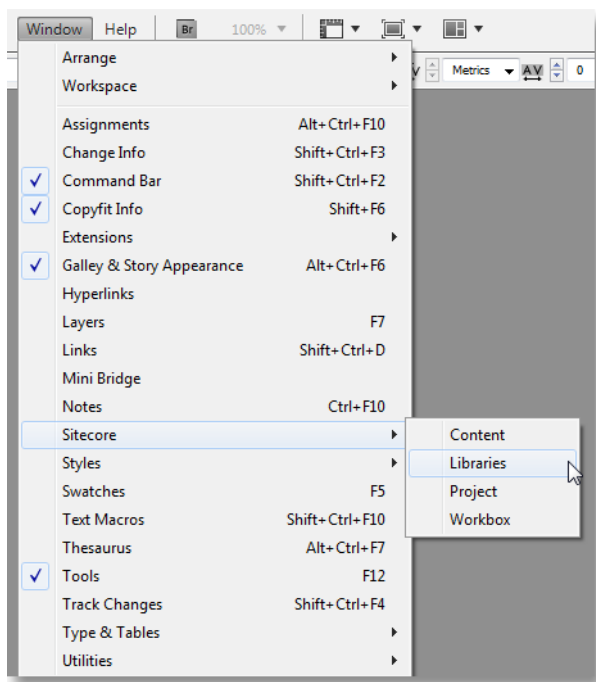 Window Help Br 100%
Arrange
Metrics AV 0
Workspace
Assignments Alt+Ctrl+F10
Change Info Shift+Ctrl+F3
Command Bar Shift+Ctrl+F2
Copyfit Info Shift+F6
Extensions
Galley & Story Appearance Alt+Ctrl+F6
Hyperlinks
Layers F7
Links Shift+Ctrl+D
Mini Bridge
Notes Ctrl+F10
Sitecore
Content
Styles
Libraries
Swatches F5
Project
Text Macros Shift+Ctrl+F10
Workbox
Thesaurus Alt+Ctrl+F7
Tools F12
Track Changes Shift+Ctrl+F4
Type & Tables
Utilities